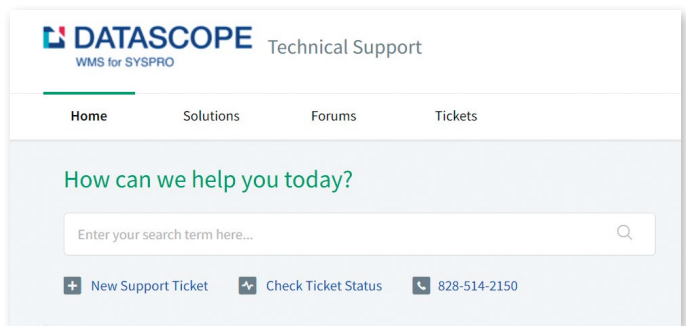 DATASCOPE
WMS for SYSPRO
Technical Support
Home Solutions Forums Tickets
How can we help you today?
Enter your search term here...
New Support Ticket Check Ticket Status 828-514-2150